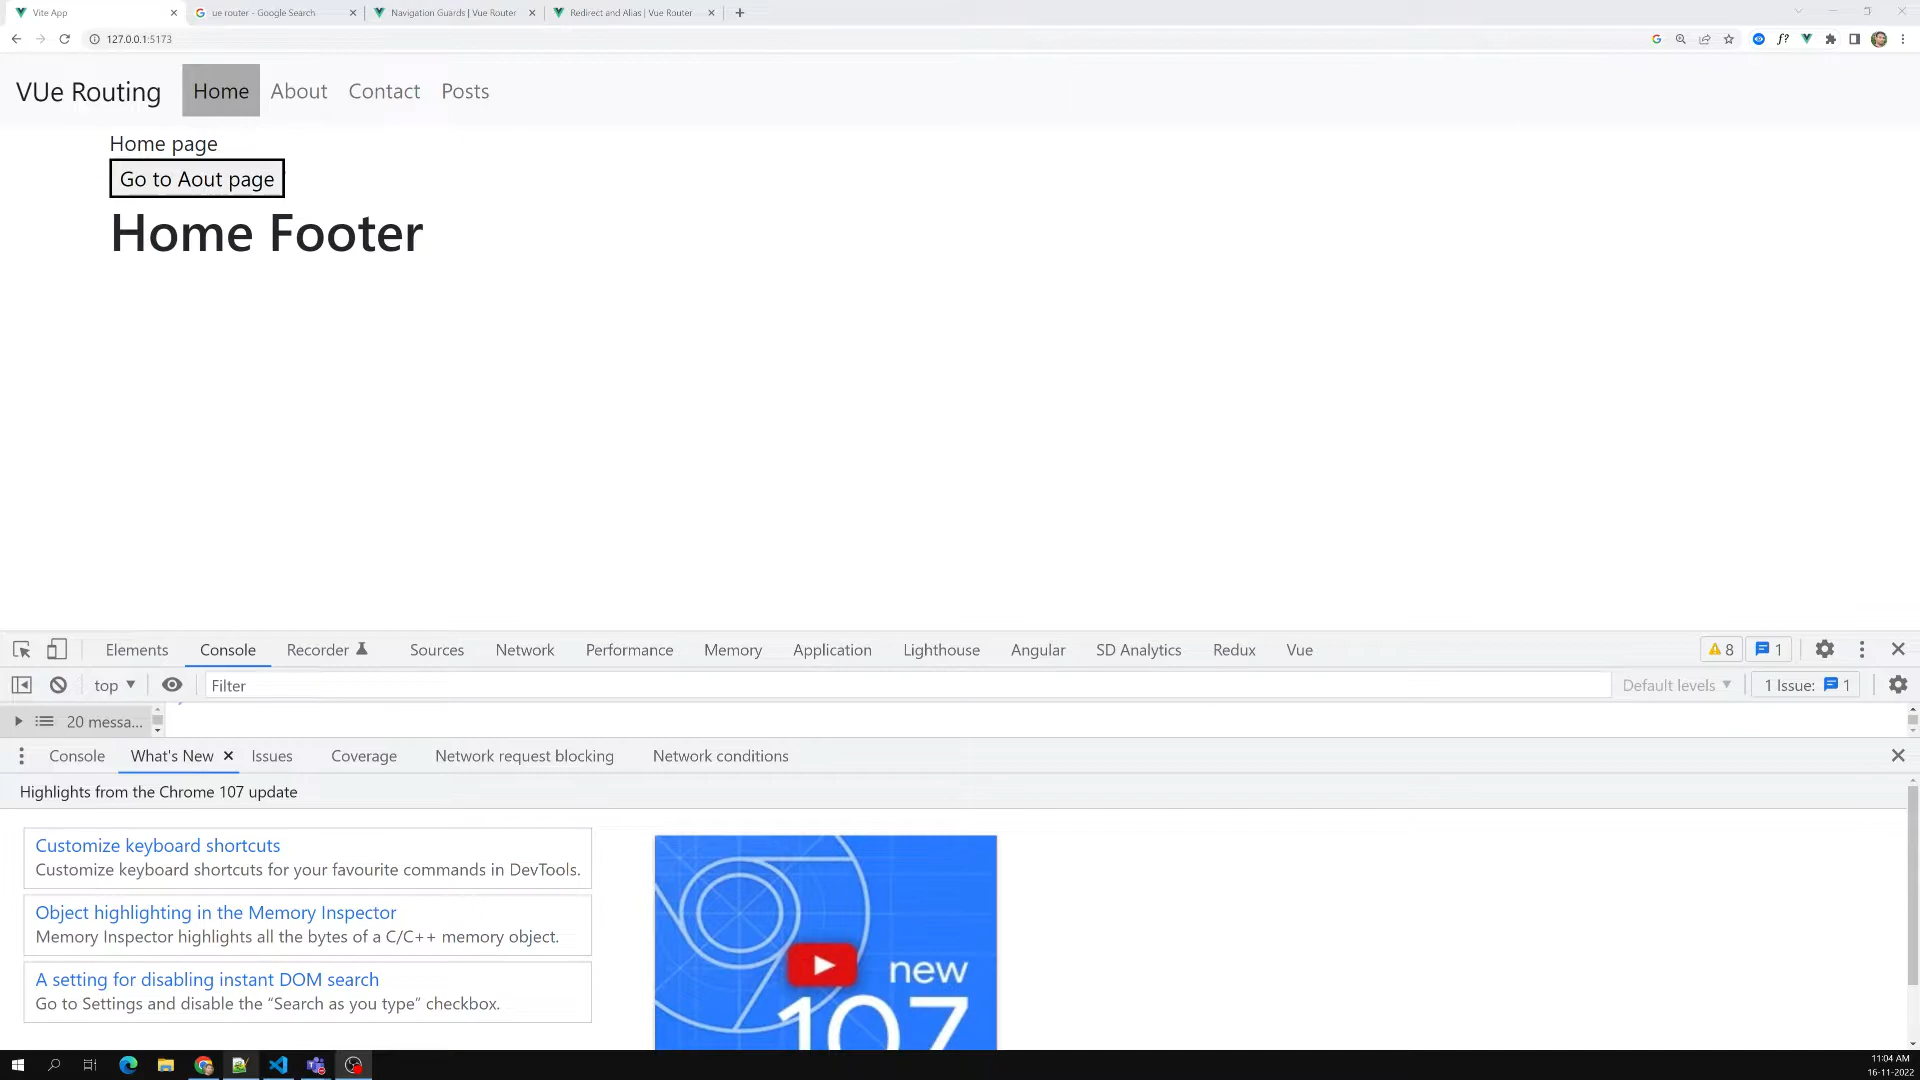 Vite App
ue router - Google Search
Navigation Guards | Vue Router
Redirect and Alias | Vue Router
127.0.0.1:5173
f?
VUe Routing
Home
About
Contact
Posts
Home page
Go to Aout page
Home Footer
Elements
Console
Recorder
Sources
Network
Performance
Memory
Application
Lighthouse
Angular
SD Analytics
Redux
Vue
8
1
top
Filter
Default levels
1 Issue:
1
20 messa...
Console
What's New
Issues
Coverage
Network request blocking
Network conditions
Highlights from the Chrome 107 update
Customize keyboard shortcuts
Customize keyboard shortcuts for your favourite commands in DevTools.
Object highlighting in the Memory Inspector
Memory Inspector highlights all the bytes of a C/C++ memory object.
A setting for disabling instant DOM search
Go to Settings and disable the “Search as you type” checkbox.
new
107
11:04 AM
16-11-2022